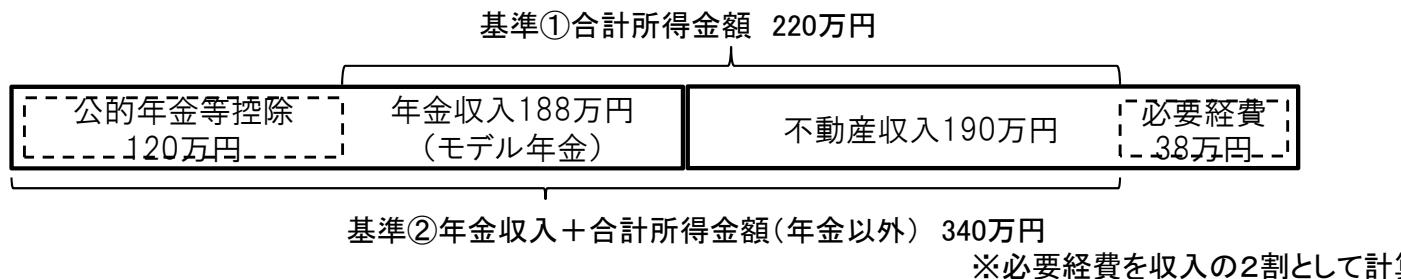 基準①合計所得金額 220万円
公的年金等控除
120万円
年金収入188万円
(モデル年金)
不動産収入190万円
必要経費
38万円
基準②年金収入+合計所得金額(年金以外) 340万円
※必要経費を収入の2割として計算